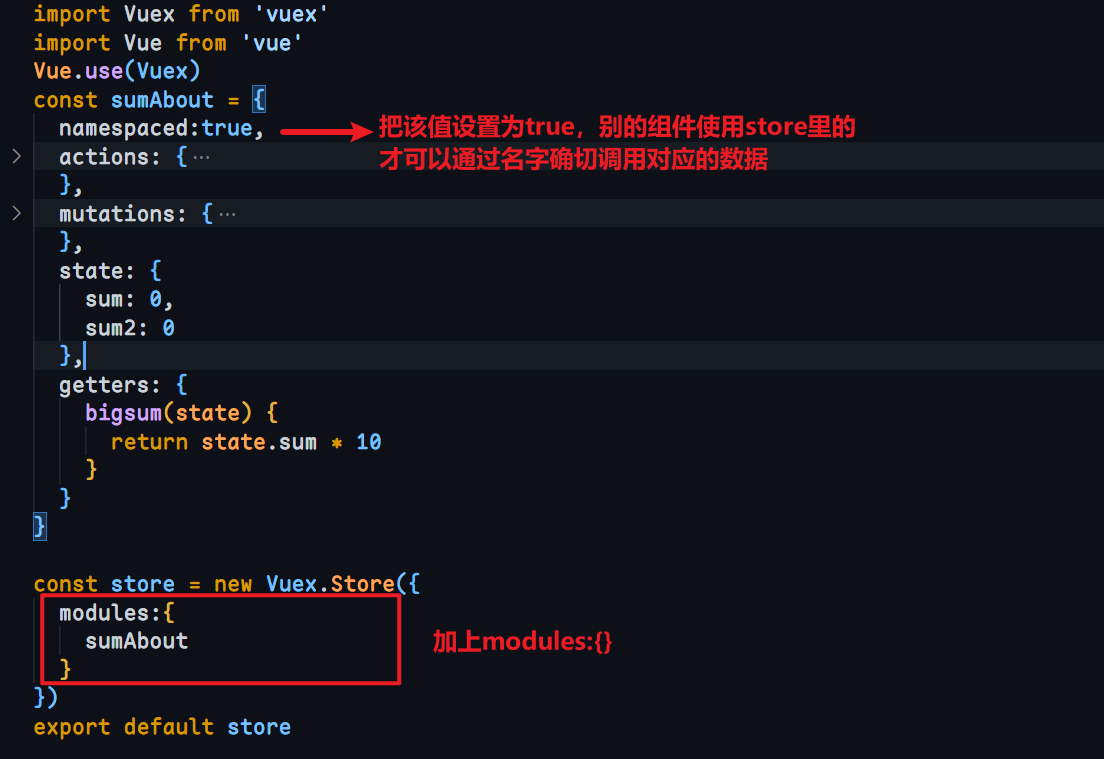 import Vuex from 'vuex'
import Vue from 'vue'
Vue.use(Vuex)
const sumAbout = {
namespaced:true,
把该值设置为true，别的组件使用store里的
actions: {···
才可以通过名字确切调用对应的数据
},
mutations: {···
},
state: {
sum: 0,
sum2: 0
},
getters: {
bigsum(state) {
return state.sum * 10
}
}
}
const store = new Vuex.Store({
modules:{
sumAbout
加上modules:{}
}
})
export default store